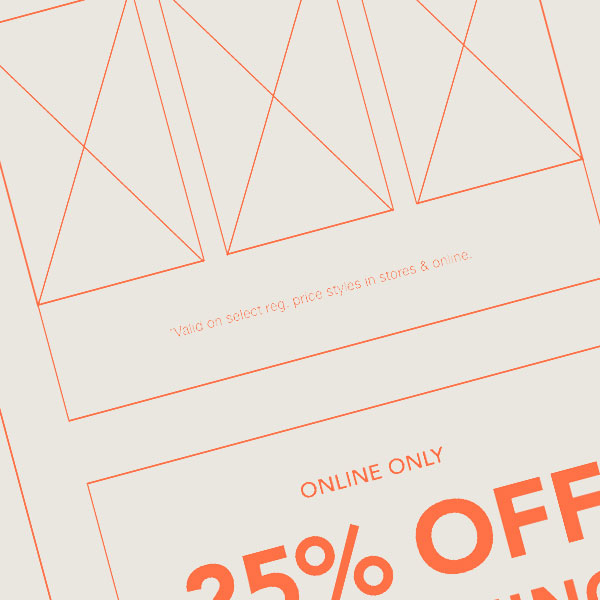 *Valid on select reg. price styles in stores & online.
ONLINE ONLY
25% OFF